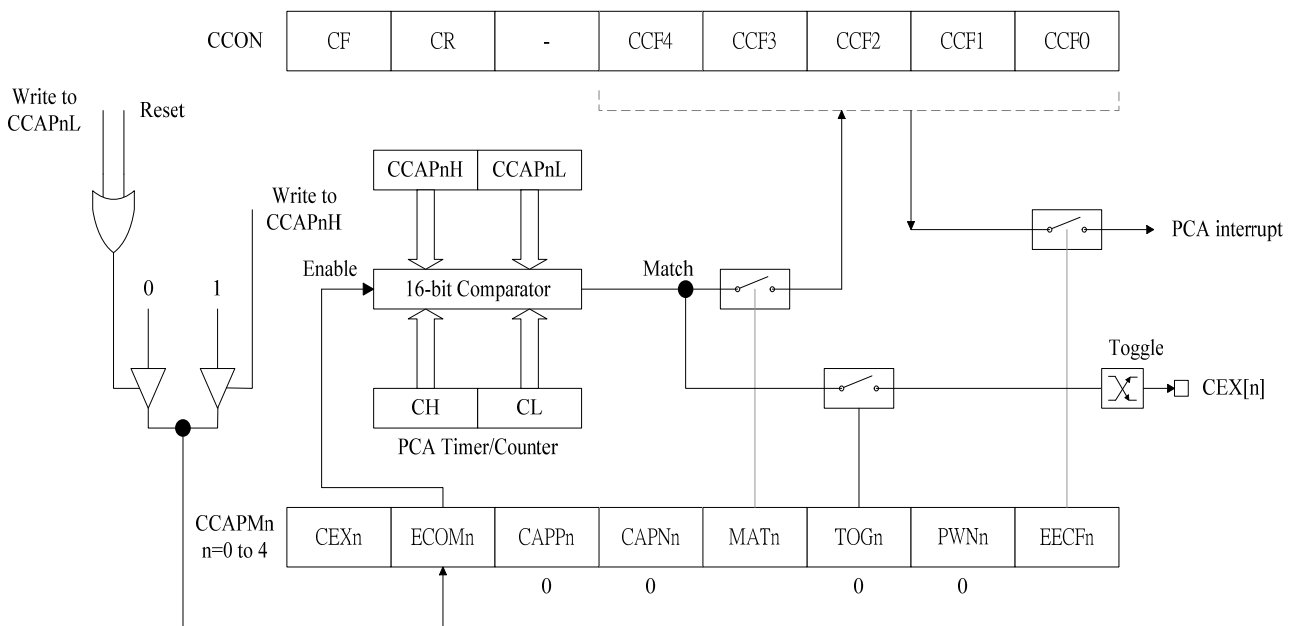 CCON CF CR - CCF4 CCF3 CCF2 CCF1 CCF0
Write to
CCAPnL
Reset
CCAPnH CCAPnL
Write to
CCAPnH
PCA interrupt
Enable
16-bit Comparator
Match
0 1
Toggle
CH CL
CEX[n]
PCA Timer/Counter
CCAPMn
n=0 to 4
CEXn ECOMn CAPPn CAPNn MATn TOGn PWNn EECFn
0 0 0 0